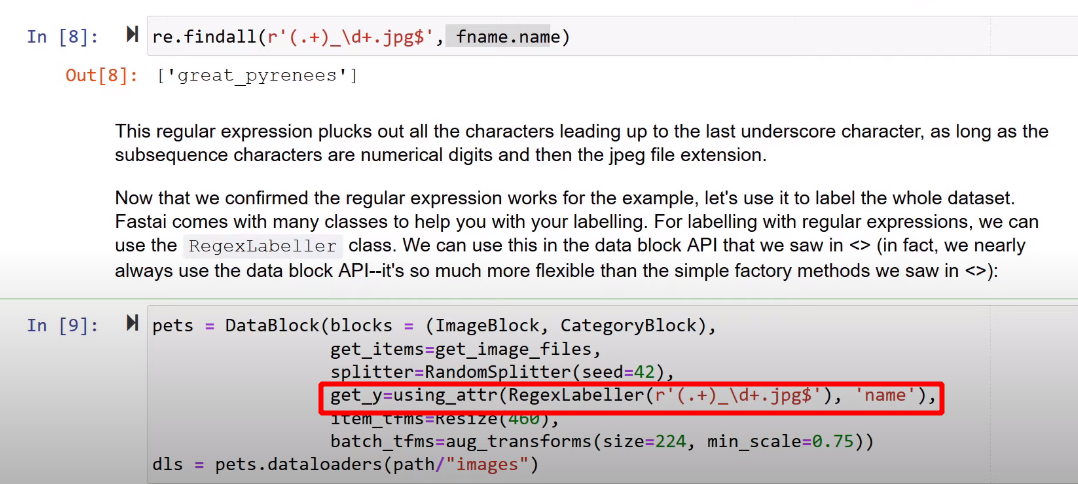 In [8]: re.findall(r'(.+)_\d+.jpg$', fname.name)
Out[8]: ['great_pyrenees']
This regular expression plucks out all the characters leading up to the last underscore character, as long as the
subsequence characters are numerical digits and then the jpeg file extension.
Now that we confirmed the regular expression works for the example, let's use it to label the whole dataset.
Fastai comes with many classes to help you with your labelling. For labelling with regular expressions, we can
use the RegexLabeller class. We can use this in the data block API that we saw in <> (in fact, we nearly
always use the data block API--it's so much more flexible than the simple factory methods we saw in <>):
In [9]: pets = DataBlock(blocks = (ImageBlock, CategoryBlock),
get_items=get_image_files,
splitter=RandomSplitter(seed=42),
get_y=using_attr(RegexLabeller(r'(.+)_\d+.jpg$'), 'name'),
item_tfms=Resize(460),
batch_tfms=aug_transforms(size=224, min_scale=0.75))
dls = pets.dataloaders(path/"images")